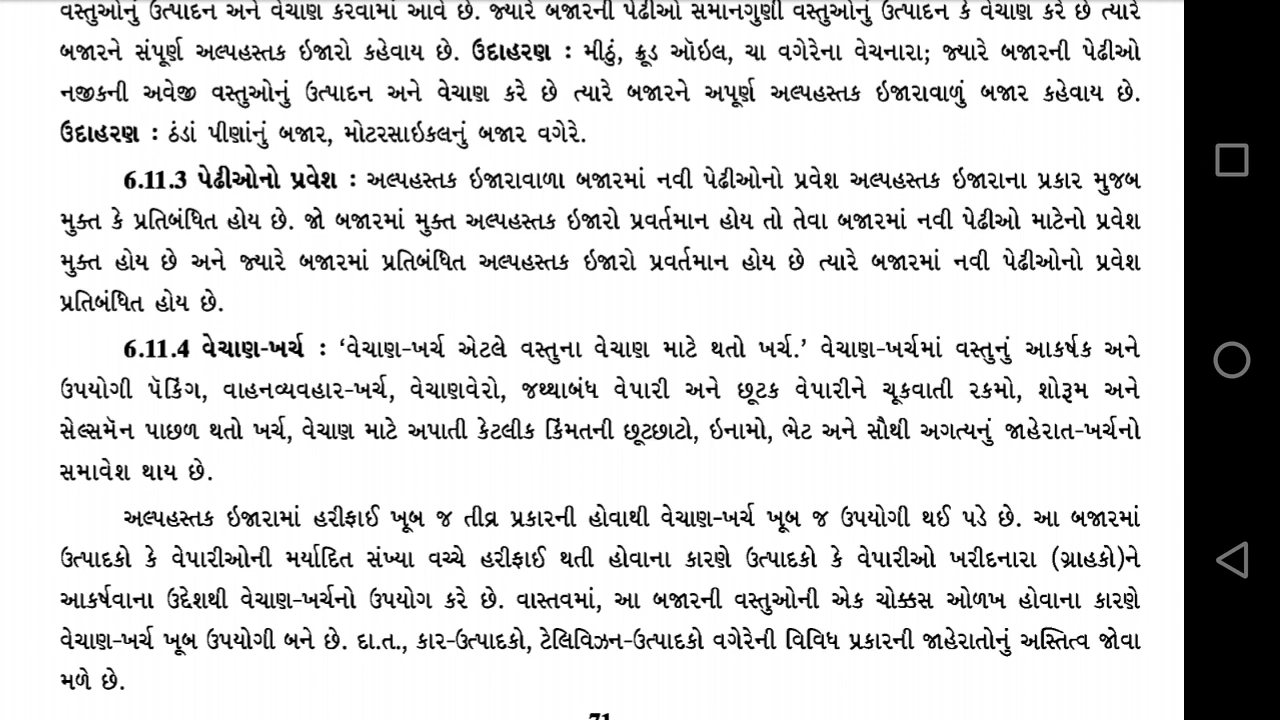 વસ્તુઓનું ઉત્પાદન અને વેચાણ કરવામાં આવે છે. જ્યારે બજારની પેઢીઓ સમાનગુણી વસ્તુઓનું ઉત્પાદન કે વેચાણ કરે છે ત્યારે
બજારને સંપૂર્ણ અલ્પહસ્તક ઇજારો કહેવાય છે. ઉદાહરણ : મીઠું, ક્રૂડ ઑઇલ, ચા વગેરેના વેચનારા; જ્યારે બજારની પેઢીઓ
નજીકની અવેજી વસ્તુઓનું ઉત્પાદન અને વેચાણ કરે છે ત્યારે બજારને અપૂર્ણ અલ્પહસ્તક ઇજારાવાળું બજાર કહેવાય છે.
ઉદાહરણ : ઠંડાં પીણાંનું બજાર, મોટરસાઇકલનું બજાર વગેરે.
6.11.3 પેઢીઓનો પ્રવેશ : અલ્પહસ્તક ઇજારાવાળા બજારમાં નવી પેઢીઓનો પ્રવેશ અલ્પહસ્તક ઇજારાના પ્રકાર મુજબ
મુક્ત કે પ્રતિબંધિત હોય છે. જો બજારમાં મુક્ત અલ્પહસ્તક ઇજારો પ્રવર્તમાન હોય તો તેવા બજારમાં નવી પેઢીઓ માટેનો પ્રવેશ
મુક્ત હોય છે અને જ્યારે બજારમાં પ્રતિબંધિત અલ્પહસ્તક ઇજારો પ્રવર્તમાન હોય છે ત્યારે બજારમાં નવી પેઢીઓનો પ્રવેશ
પ્રતિબંધિત હોય છે.
6.11.4 વેચાણ-ખર્ચ : ‘વેચાણ-ખર્ચ એટલે વસ્તુના વેચાણ માટે થતો ખર્ચ.’ વેચાણ-ખર્ચમાં વસ્તુનું આકર્ષક અને
ઉપયોગી પૅકિંગ, વાહનવ્યવહાર-ખર્ચ, વેચાણવેરો, જથ્થાબંધ વેપારી અને છૂટક વેપારીને ચૂકવાતી રકમો, શોરૂમ અને
સેલ્સમૅન પાછળ થતો ખર્ચ, વેચાણ માટે અપાતી કેટલીક કિંમતની છૂટછાટો, ઇનામો, ભેટ અને સૌથી અગત્યનું જાહેરાત-ખર્ચનો
સમાવેશ થાય છે.
અલ્પહસ્તક ઇજારામાં હરીફાઈ ખૂબ જ તીવ્ર પ્રકારની હોવાથી વેચાણ-ખર્ચ ખૂબ જ ઉપયોગી થઈ પડે છે. આ બજારમાં
ઉત્પાદકો કે વેપારીઓની મર્યાદિત સંખ્યા વચ્ચે હરીફાઈ થતી હોવાના કારણે ઉત્પાદકો કે વેપારીઓ ખરીદનારા (ગ્રાહકો)ને
આકર્ષવાના ઉદ્દેશથી વેચાણ-ખર્ચનો ઉપયોગ કરે છે. વાસ્તવમાં, આ બજારની વસ્તુઓની એક ચોક્કસ ઓળખ હોવાના કારણે
વેચાણ-ખર્ચ ખૂબ ઉપયોગી બને છે. દા.ત., કાર-ઉત્પાદકો, ટેલિવિઝન-ઉત્પાદકો વગેરેની વિવિધ પ્રકારની જાહેરાતોનું અસ્તિત્વ જોવા
મળે છે.
71